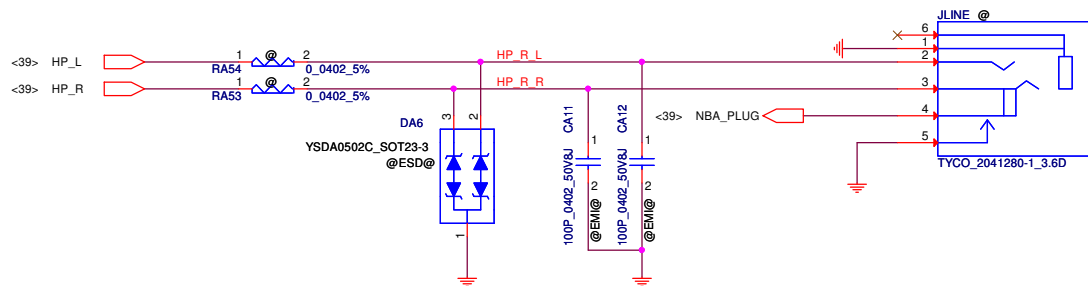 JLINE @
6
1
<39> HP_L 1 @ 2 HP_R_L 2
RA54 0_0402_5%
<39> HP_R 1 @ 2 HP_R_R 3
RA53 0_0402_5%
<39> NBA_PLUG 4
5
TYCO_2041280-1_3.6D
DA6
3 2
YSDA0502C_SOT23-3
@ESD@
1
CA11
1
100P_0402_50V8J
2
@EMI@
CA12
1
100P_0402_50V8J
2
@EMI@